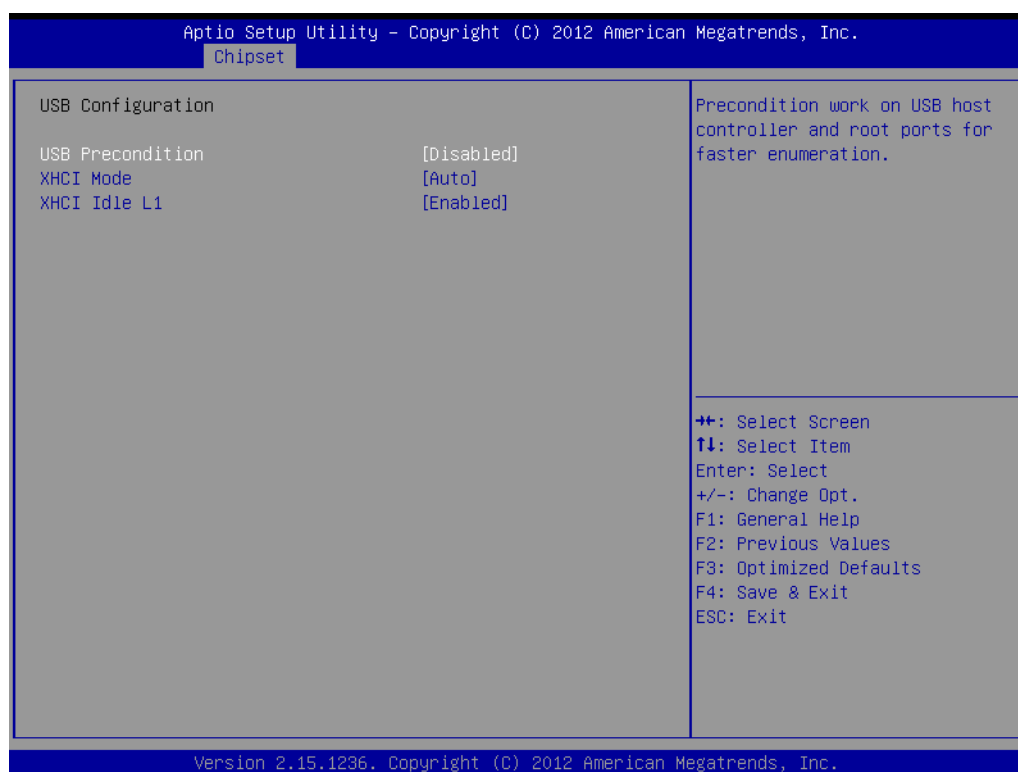 Aptio Setup Utility – Copyright (C) 2012 American Megatrends, Inc.
Chipset
USB Configuration
USB Precondition [Disabled]
XHCI Mode [Auto]
XHCI Idle L1 [Enabled]
Precondition work on USB host
controller and root ports for
faster enumeration.
→←: Select Screen
↑↓: Select Item
Enter: Select
+/-: Change Opt.
F1: General Help
F2: Previous Values
F3: Optimized Defaults
F4: Save & Exit
ESC: Exit
Version 2.15.1236. Copyright (C) 2012 American Megatrends, Inc.